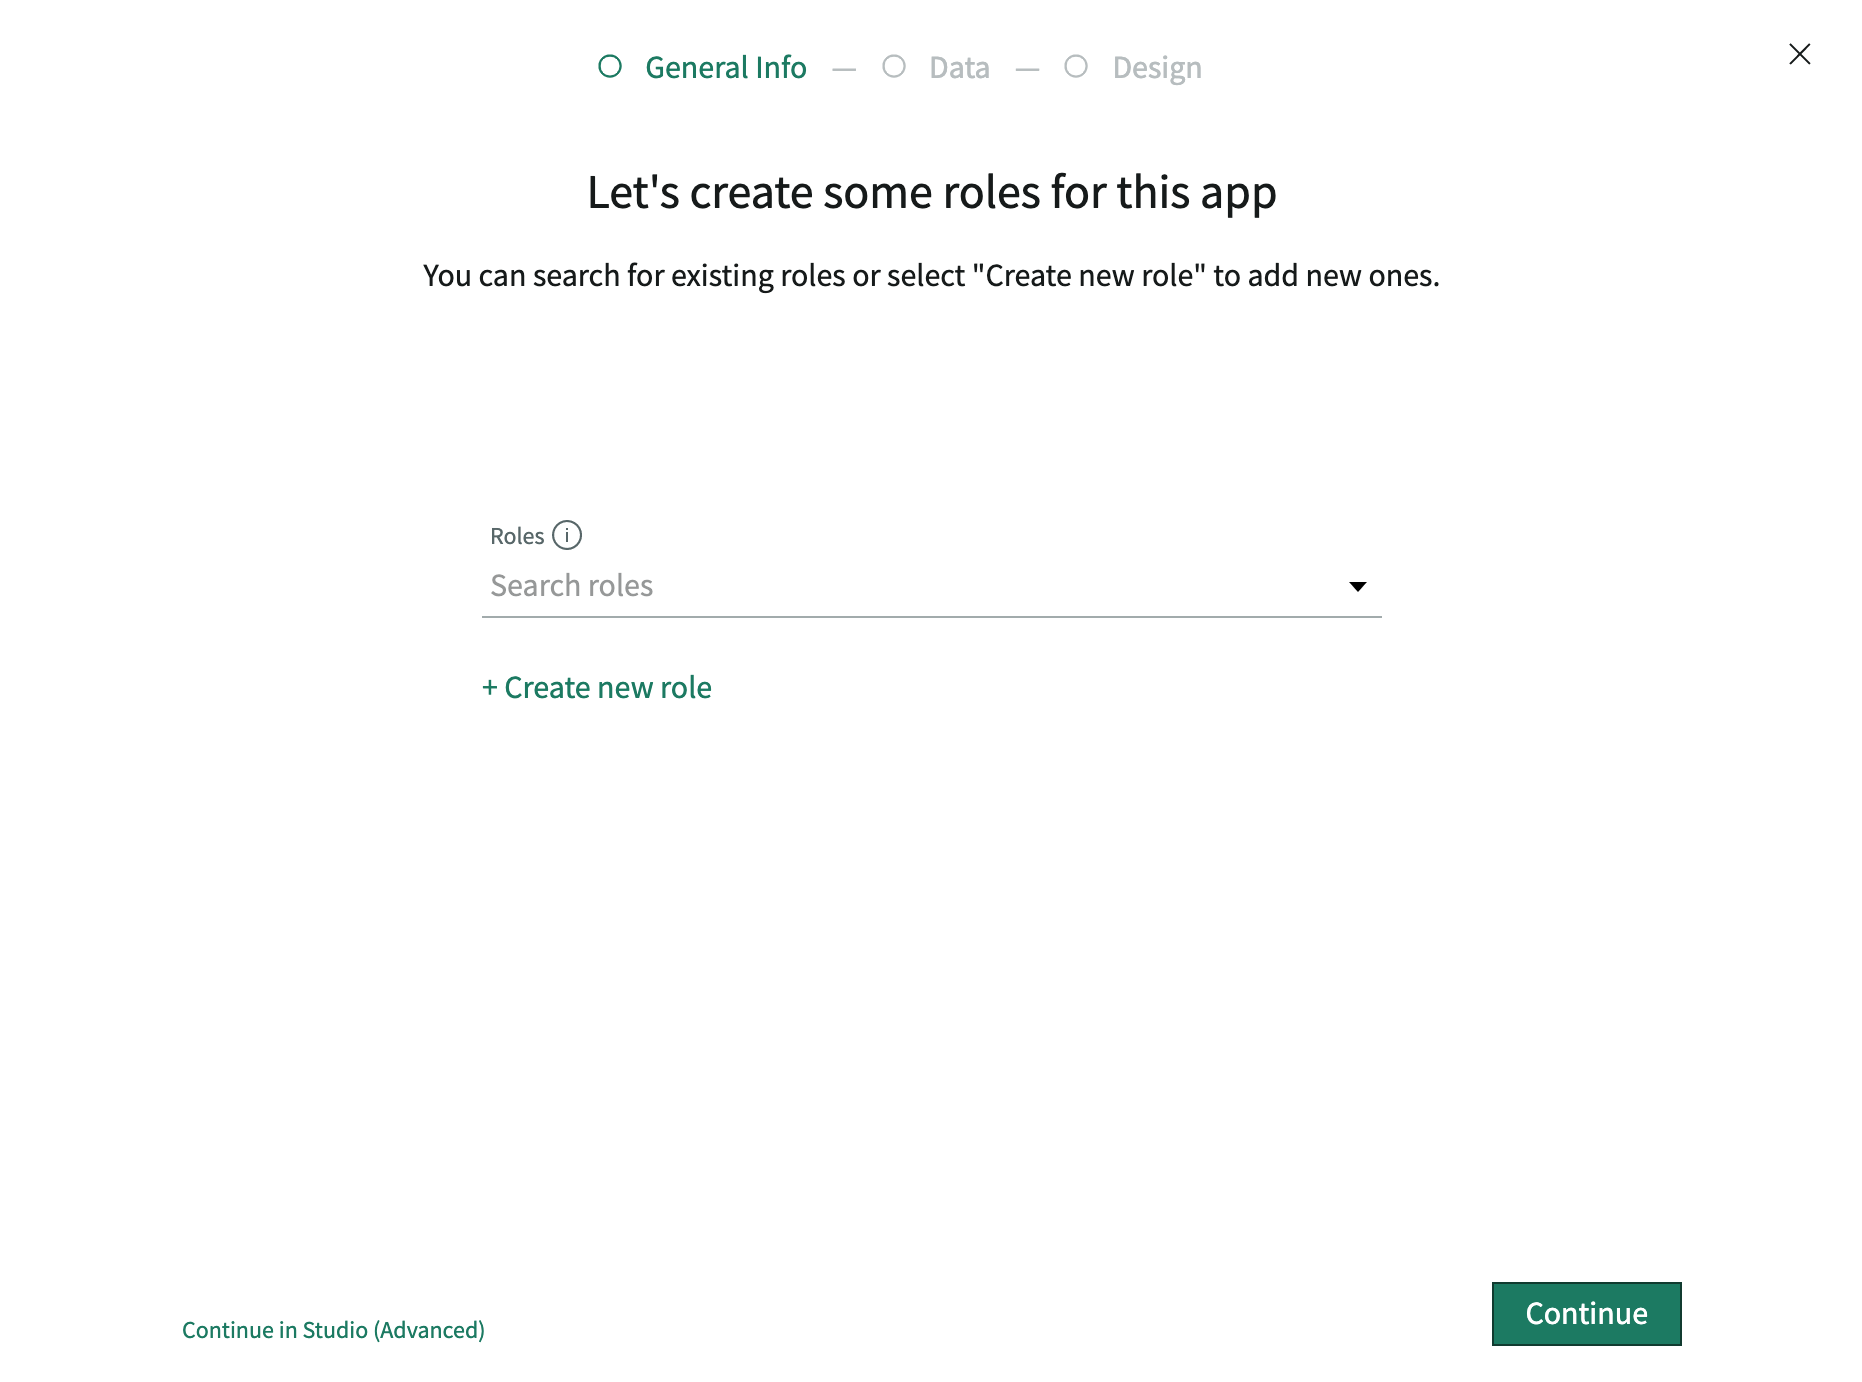 General Info — Data — Design
Let's create some roles for this app
You can search for existing roles or select "Create new role" to add new ones.
Roles i
Search roles
+ Create new role
Continue in Studio (Advanced)
Continue